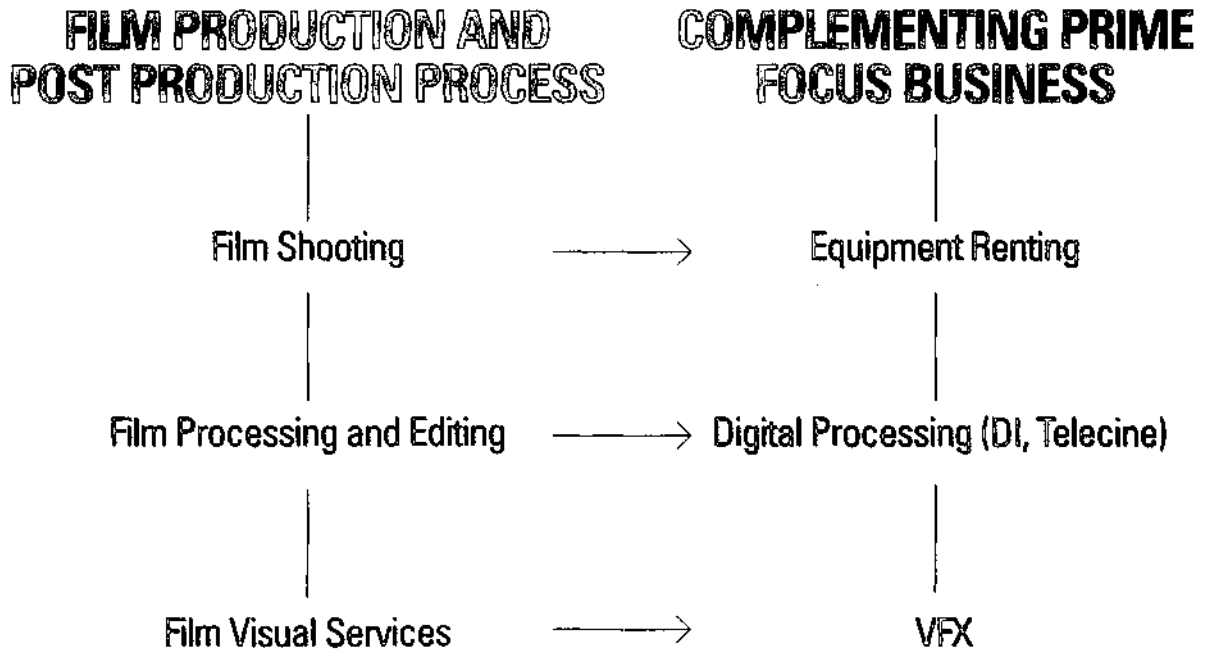 FILM PRODUCTION AND
POST PRODUCTION PROCESS
COMPLEMENTING PRIME
FOCUS BUSINESS
Film Shooting
Equipment Renting
Film Processing and Editing
Digital Processing (DI, Telecine)
Film Visual Services
VFX